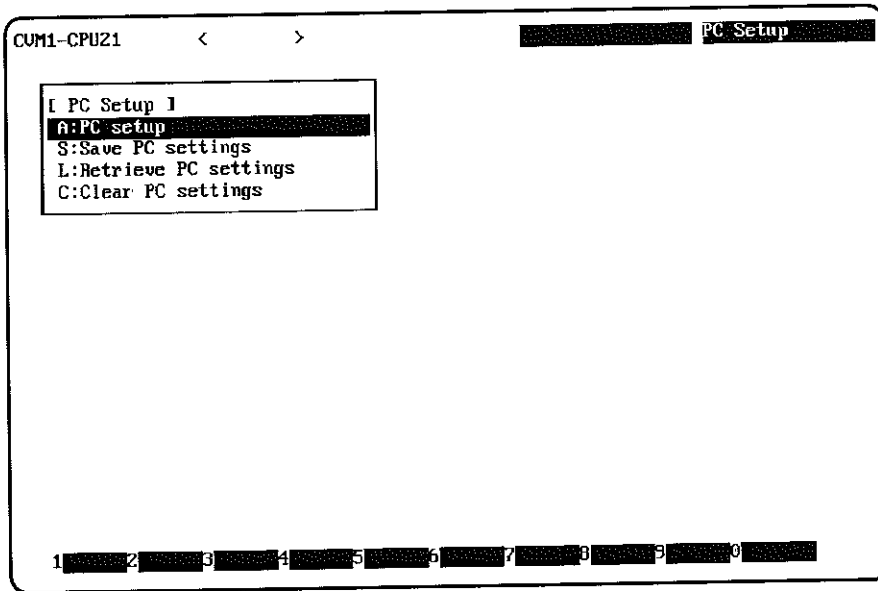 CVM1-CPU21 < > PC Setup
[ PC Setup ]
A:PC setup
S:Save PC settings
L:Retrieve PC settings
C:Clear PC settings
1 2 3 4 5 6 7 8 9 0